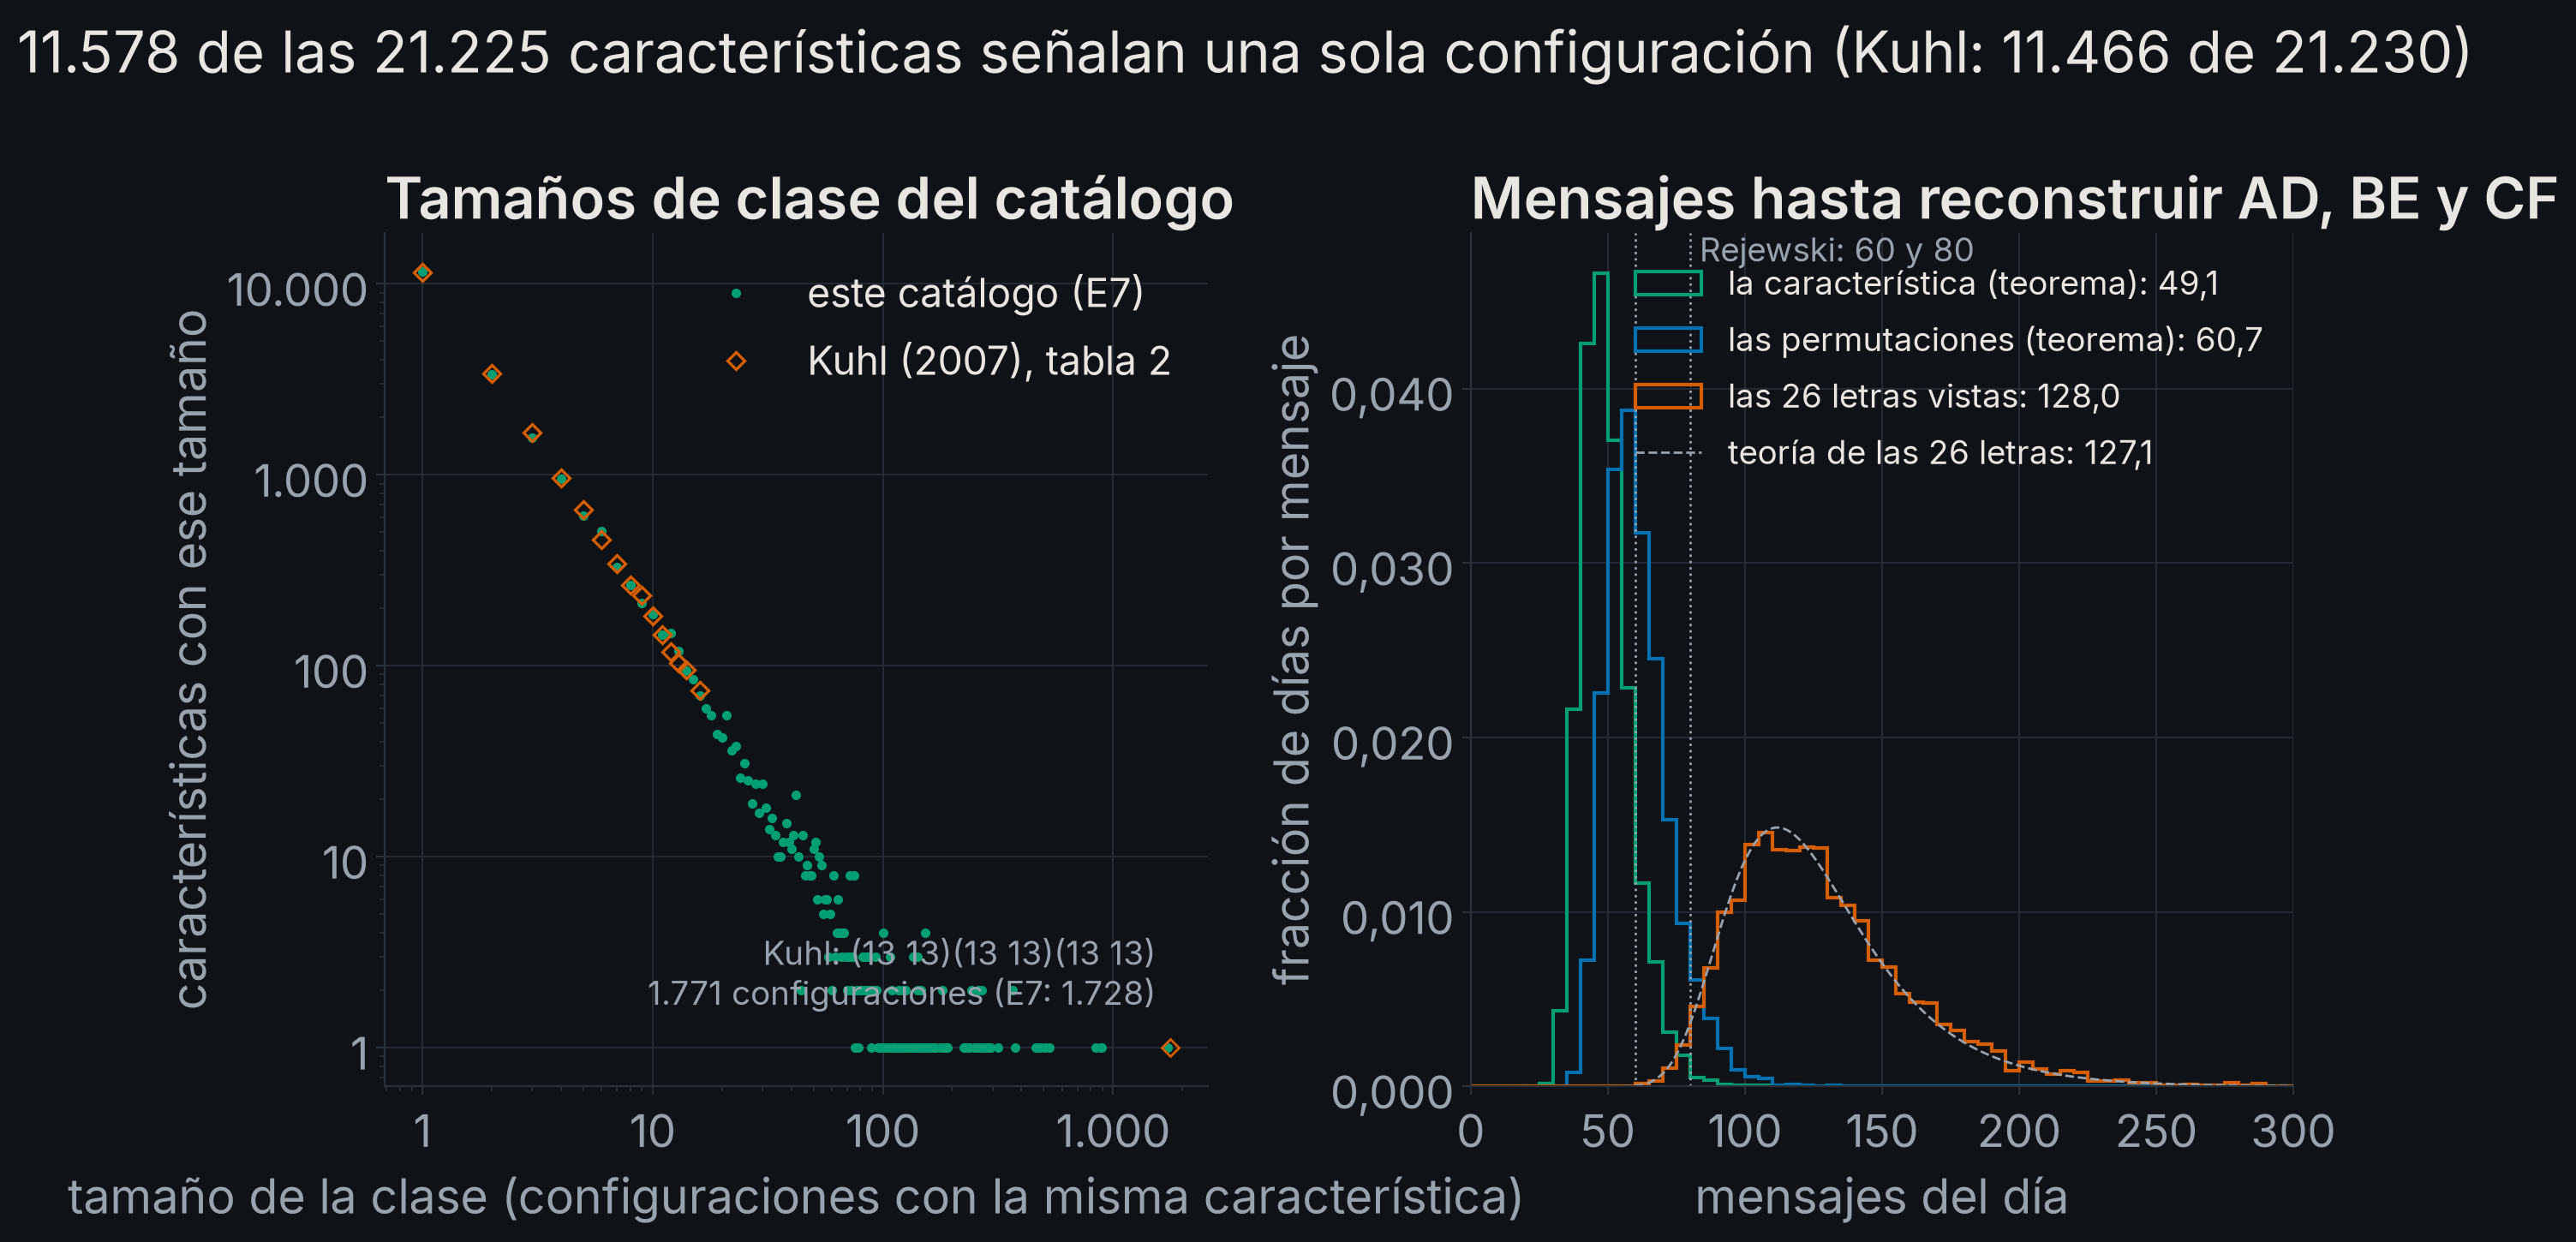 11.578 de las 21.225 características señalan una sola configuración (Kuhl: 11.466 de 21.230)
Tamaños de clase del catálogo
características con ese tamaño
10.000
1.000
100
10
1
este catálogo (E7)
Kuhl (2007), tabla 2
Kuhl: (13 13)(13 13)(13 13)
1.771 configuraciones (E7: 1.728)
1
10
100
1.000
tamaño de la clase (configuraciones con la misma característica)
Mensajes hasta reconstruir AD, BE y CF
fracción de días por mensaje
0,040
0,030
0,020
0,010
0,000
Rejewski: 60 y 80
la característica (teorema): 49,1
las permutaciones (teorema): 60,7
las 26 letras vistas: 128,0
teoría de las 26 letras: 127,1
0
50
100
150
200
250
300
mensajes del día